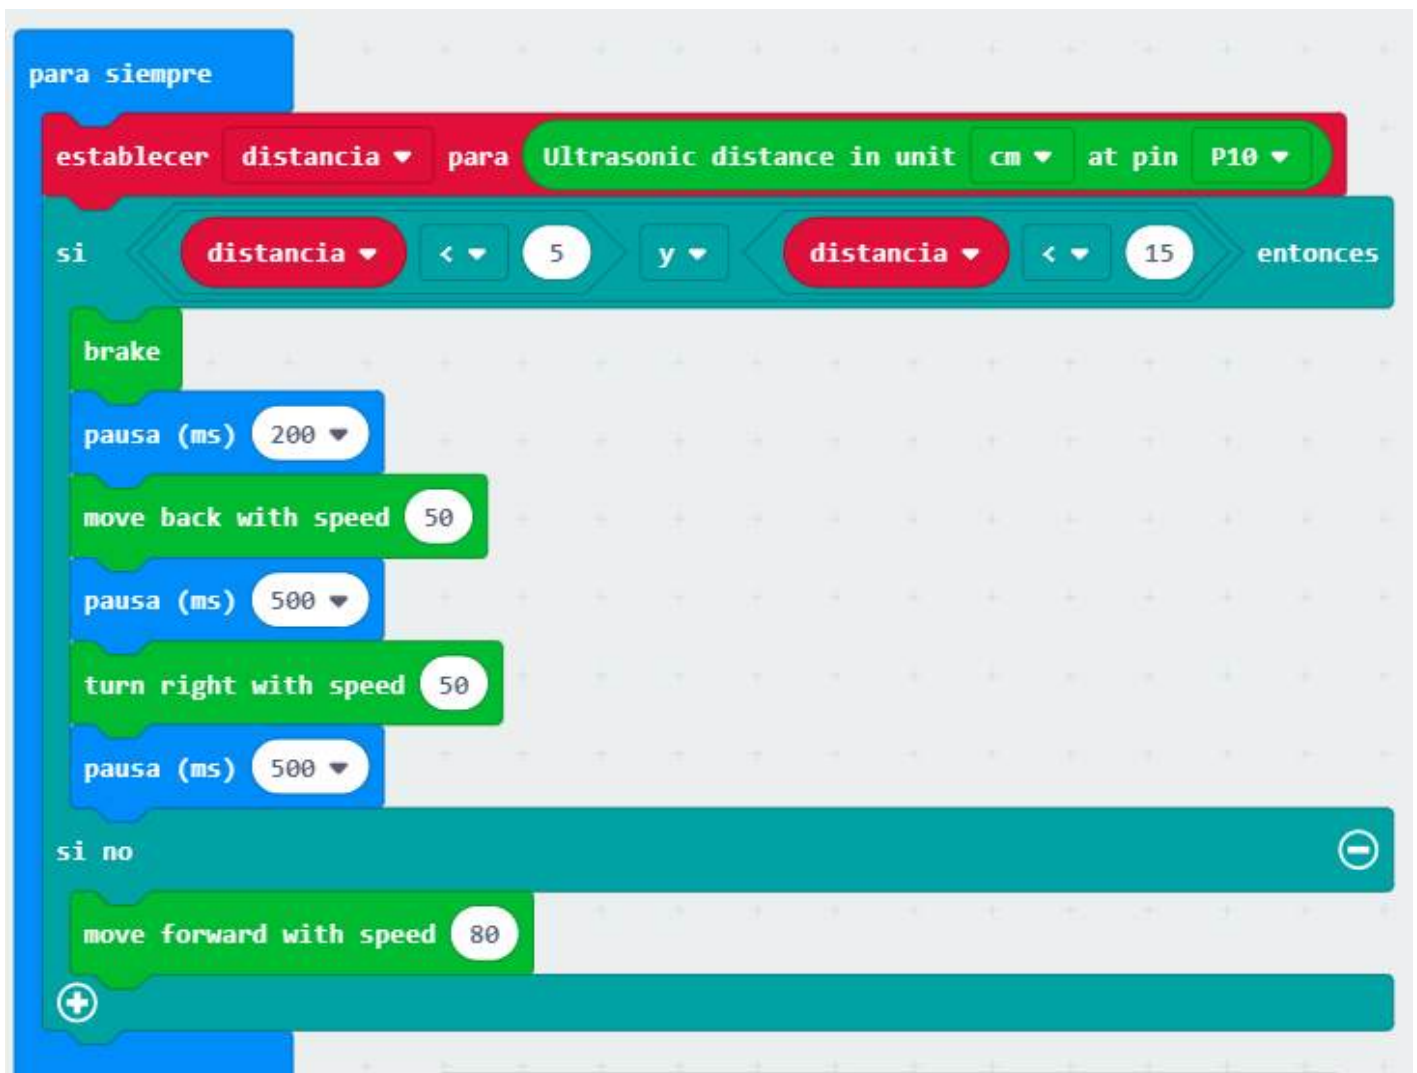 para siempre
establecer distancia para Ultrasonic distance in unit cm at pin P10
si distancia < 5 y distancia < 15 entonces
brake
pausa (ms) 200
move back with speed 50
pausa (ms) 500
turn right with speed 50
pausa (ms) 500
si no
move forward with speed 80